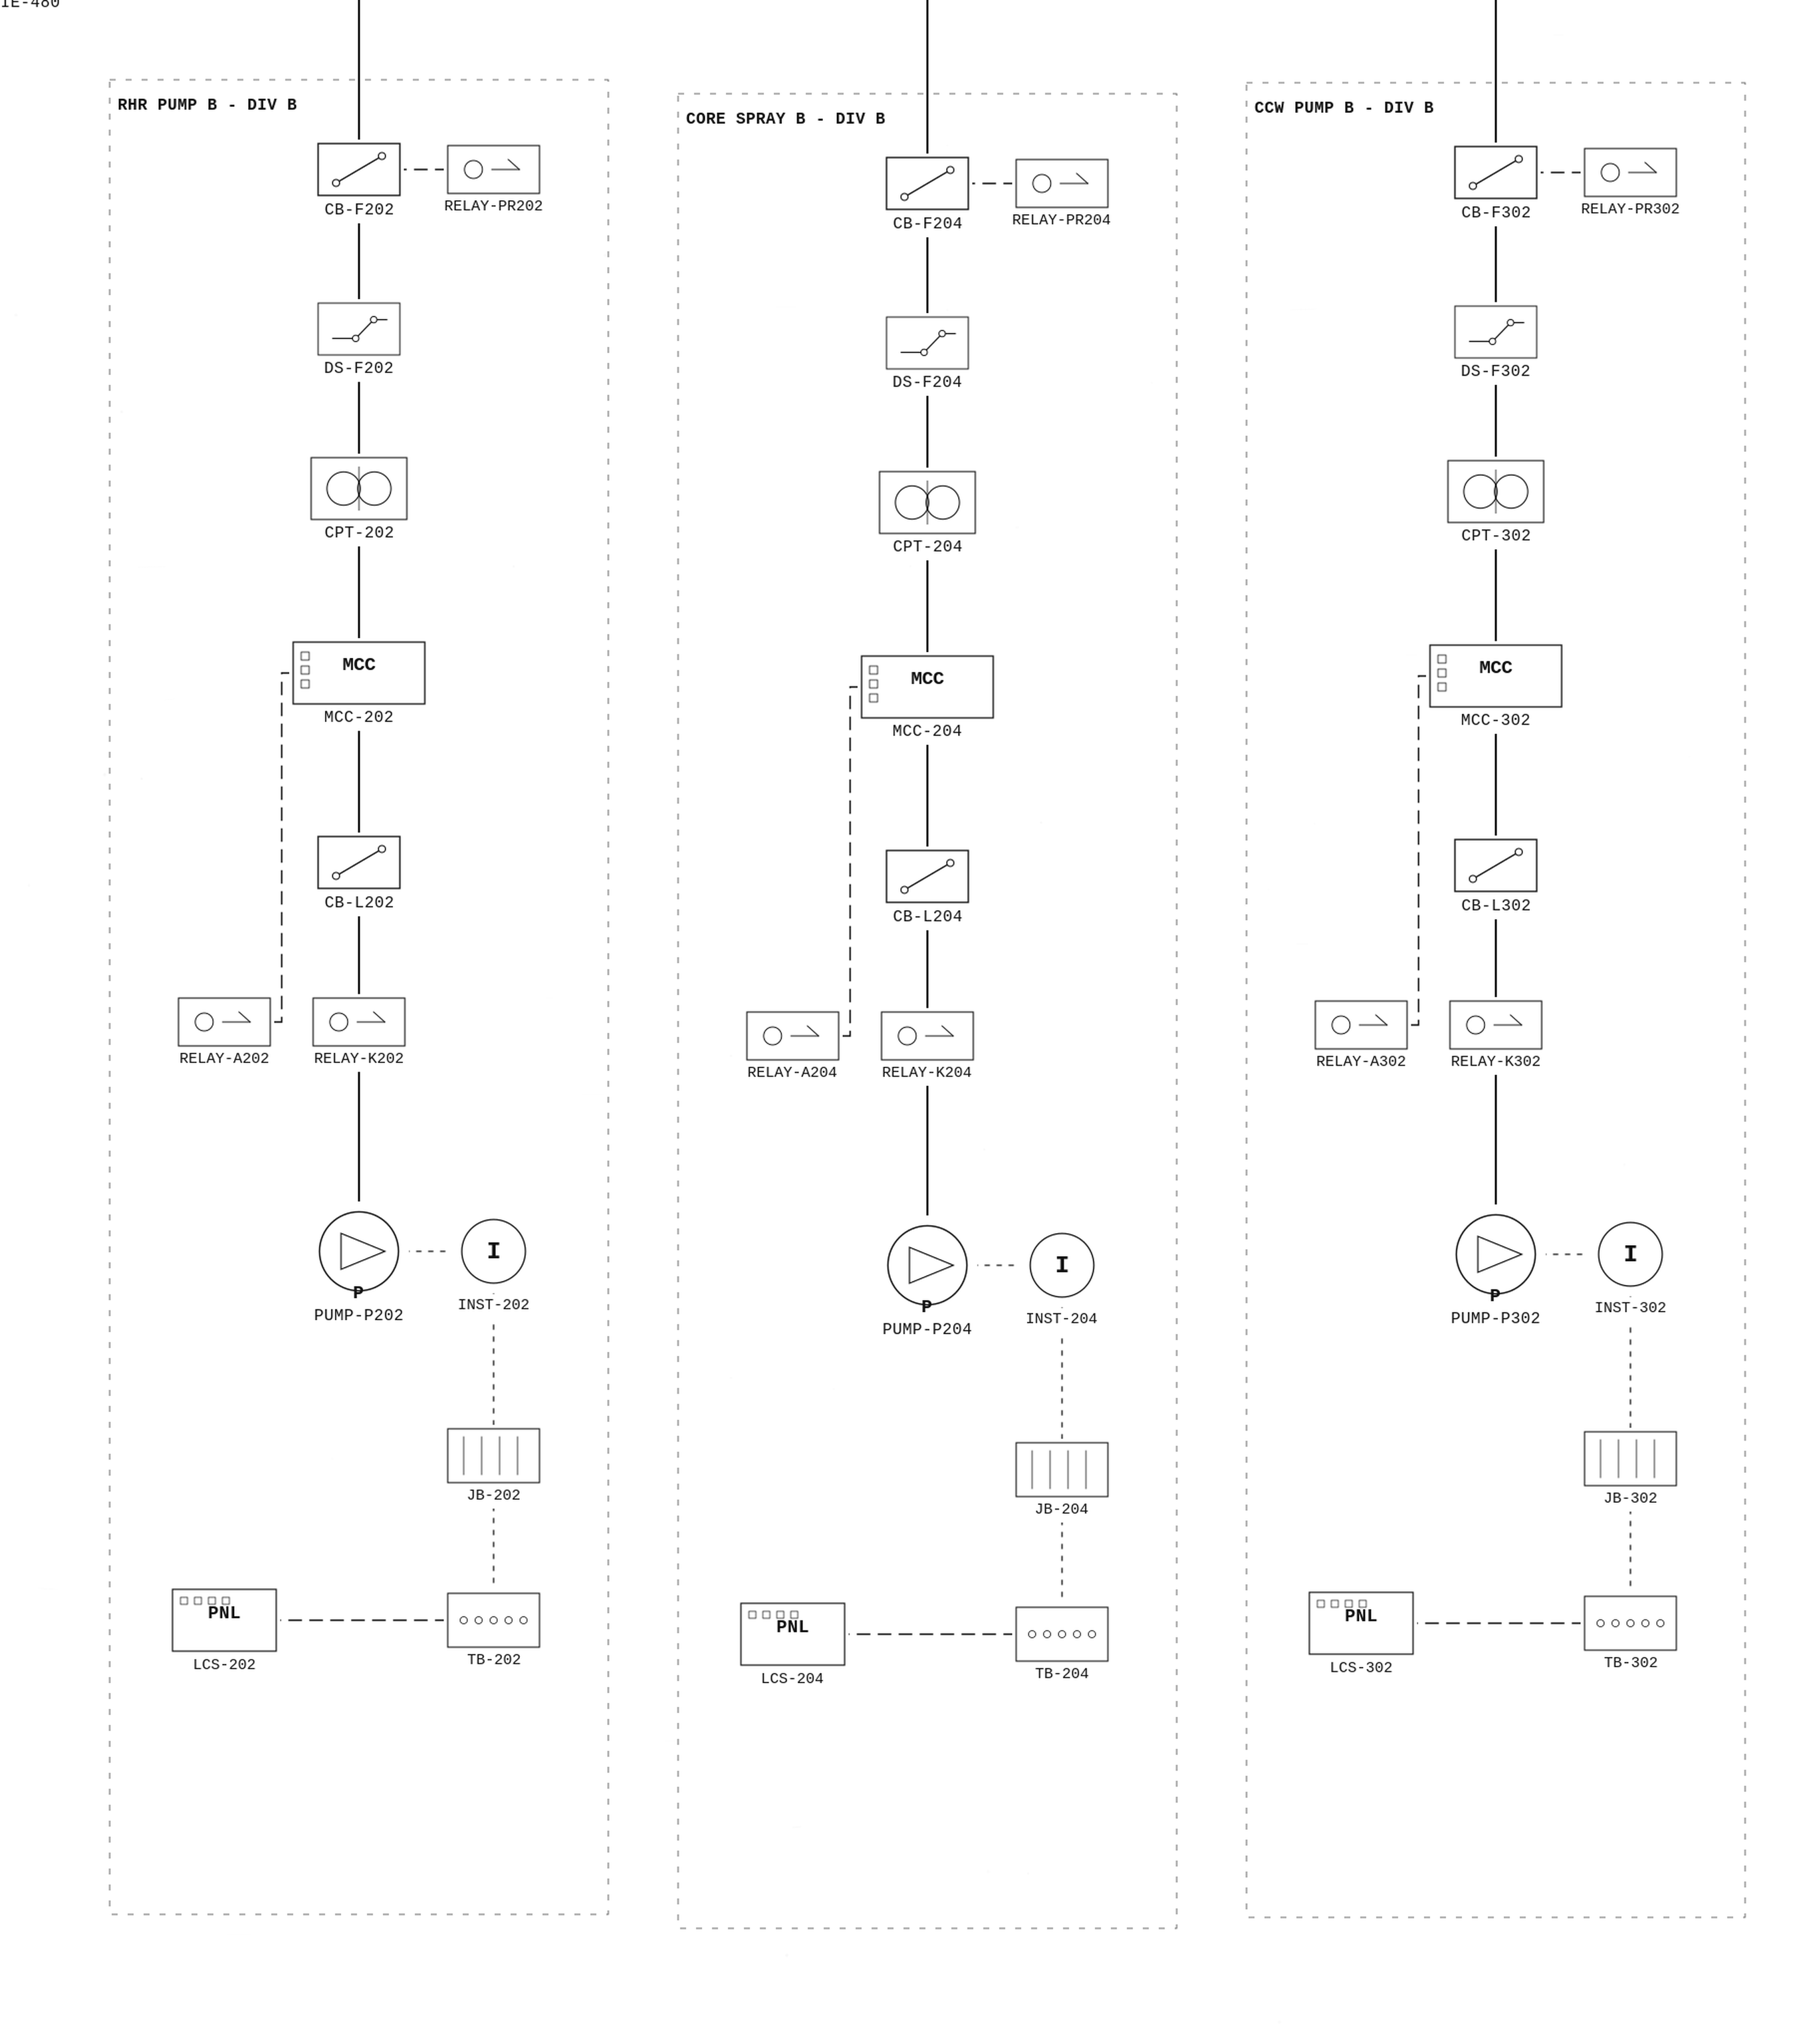 IE-480
RHR PUMP B - DIV B
CB-F202
RELAY-PR202
DS-F202
CPT-202
MCC
MCC-202
CB-L202
RELAY-A202
RELAY-K202
P
PUMP-P202
I
INST-202
JB-202
PNL
LCS-202
TB-202
CORE SPRAY B - DIV B
CB-F204
RELAY-PR204
DS-F204
CPT-204
MCC
MCC-204
CB-L204
RELAY-A204
RELAY-K204
P
PUMP-P204
I
INST-204
JB-204
PNL
LCS-204
TB-204
CCW PUMP B - DIV B
CB-F302
RELAY-PR302
DS-F302
CPT-302
MCC
MCC-302
CB-L302
RELAY-A302
RELAY-K302
P
PUMP-P302
I
INST-302
JB-302
PNL
LCS-302
TB-302